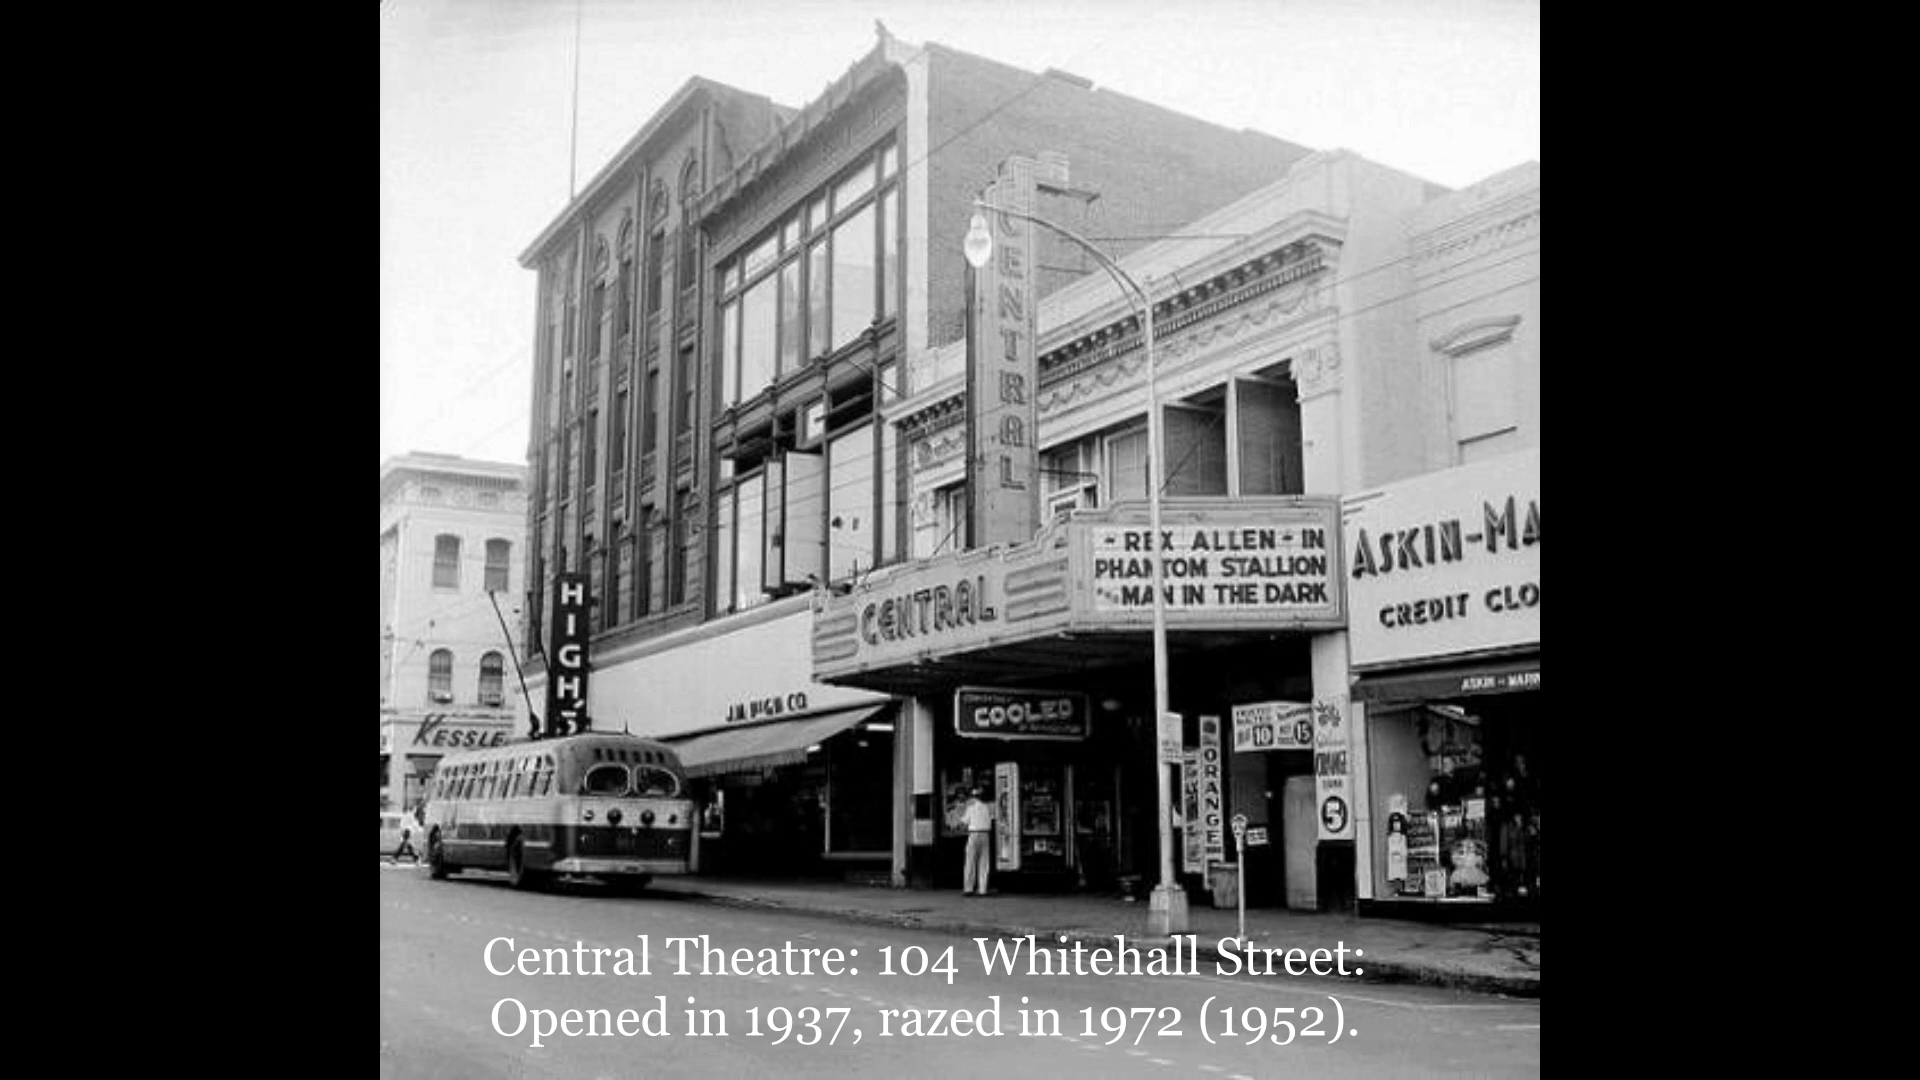 CENTRAL
- REX ALLEN - IN
PHANTOM STALLION
MAN IN THE DARK
CENTRAL
ASKIN-MA
CREDIT CLO
ASKIN - MARIN
HIGH'S
J.M. HIGH CO.
KESSLE
COOLED
ORANGE
10
15
ORANGE
5
Central Theatre: 104 Whitehall Street:
Opened in 1937, razed in 1972 (1952).